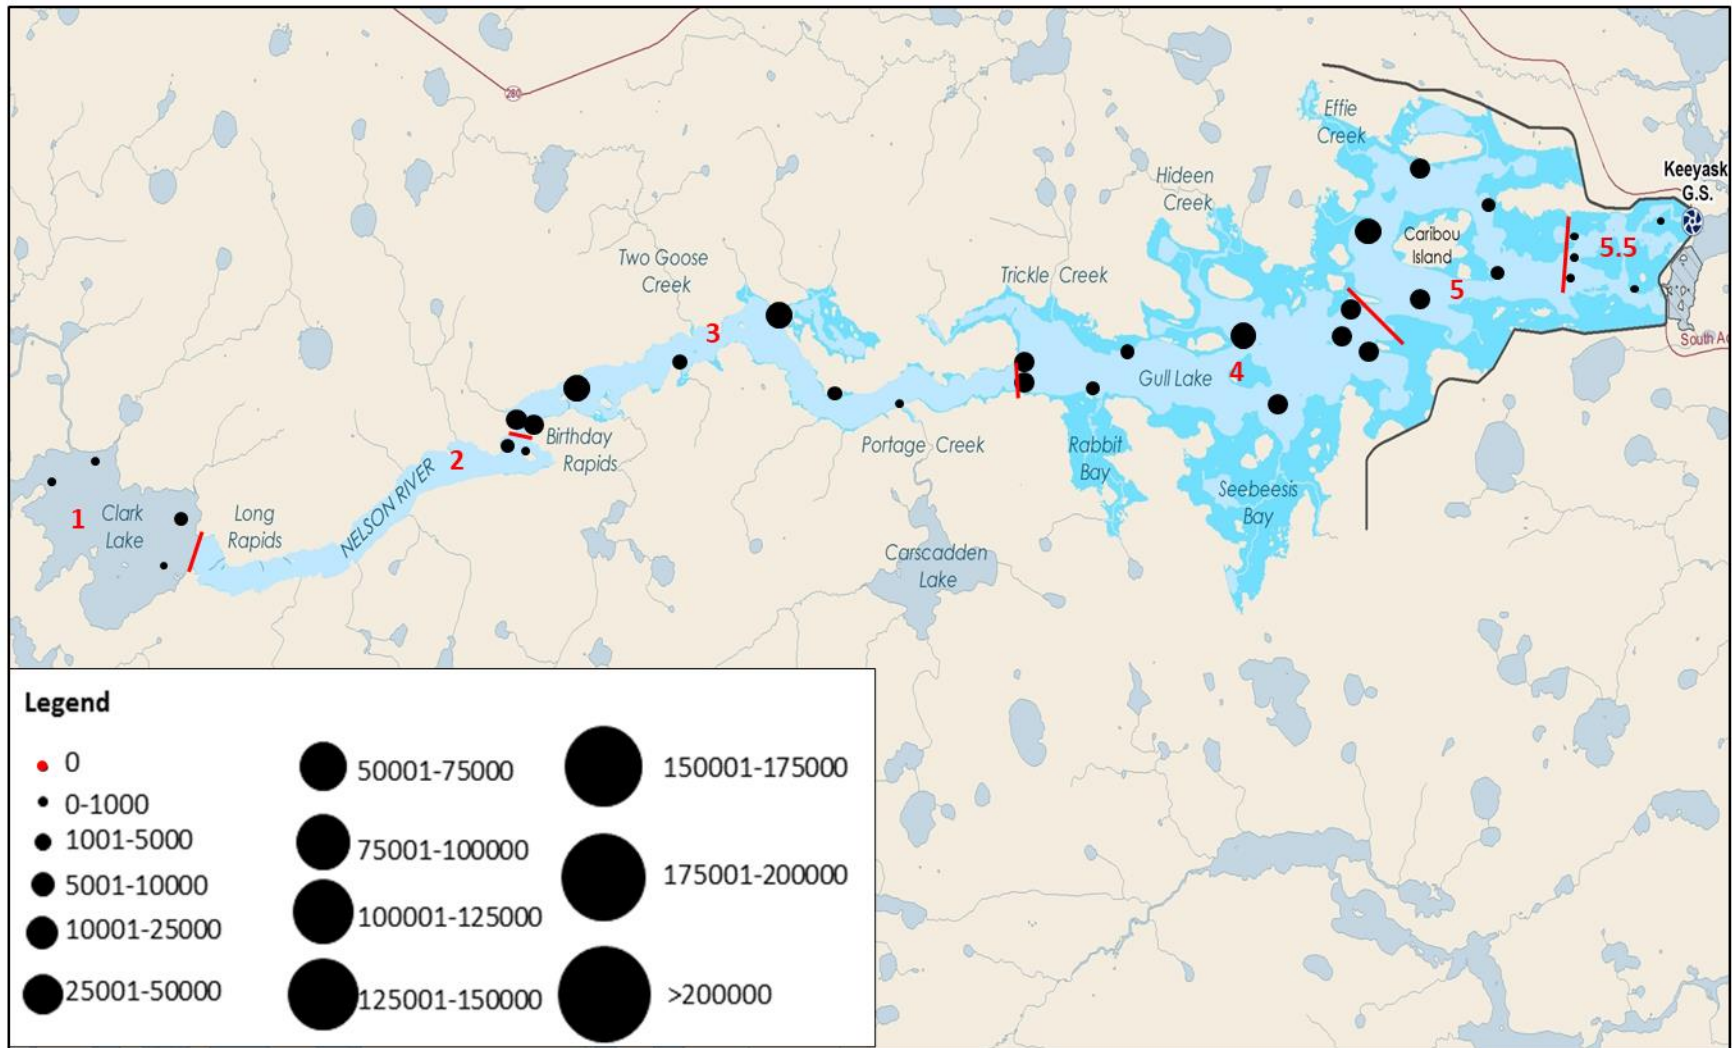 280
Effie
Creek
Keeyask
G.S.
Hideen
Creek
Caribou
Island
5.5
Two Goose
Creek
Trickle Creek
5
3
South Ac
Gull Lake
4
Birthday
Rapids
Portage Creek
Rabbit
Bay
2
NELSON RIVER
Seebeesis
Bay
1
Clark
Lake
Long
Rapids
Carscadden
Lake
Legend
0
0-1000
1001-5000
5001-10000
10001-25000
25001-50000
50001-75000
75001-100000
100001-125000
125001-150000
150001-175000
175001-200000
>200000